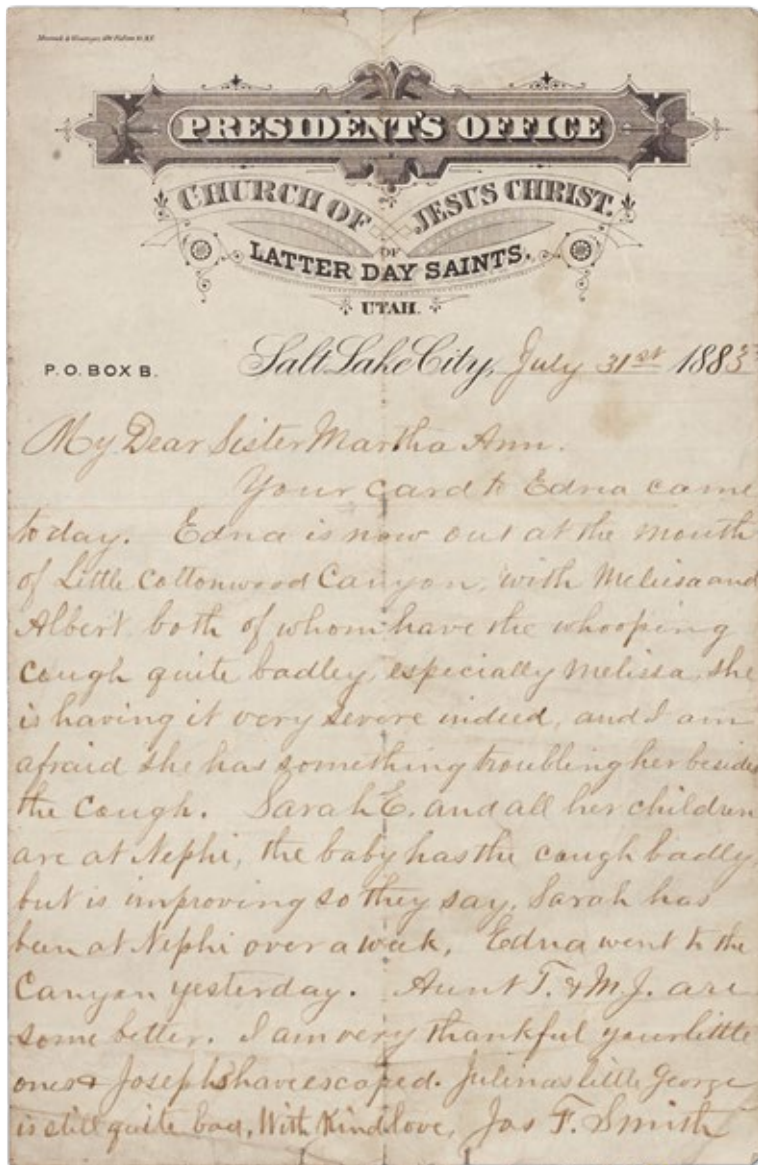 PRESIDENT'S OFFICE
CHURCH OF JESUS CHRIST.
OF
LATTER DAY SAINTS.
UTAH.
P.O. BOX B.
Salt Lake City, July 31st 1883
My Dear Sister Martha Ann.
Your card to Edna came
today. Edna is now out at the mouth
of Little Cottonwood Canyon, with Melissa and
Albert, both of whom have the whooping
cough quite badley, especially Melissa, she
is having it very severe indeed, and I am
afraid she has something troubling her beside
the cough. Sarah E. and all her children
are at Nephi, the baby has the cough badly,
but is improving so they say, Sarah has
been at Nephi over a week, Edna went to the
Canyon yesterday. Aunt T. & M.J. are
some better. I am very thankful your little
ones & Josephs have escaped. Julina's little George
is still quite bad, With Kind love, Jos F. Smith